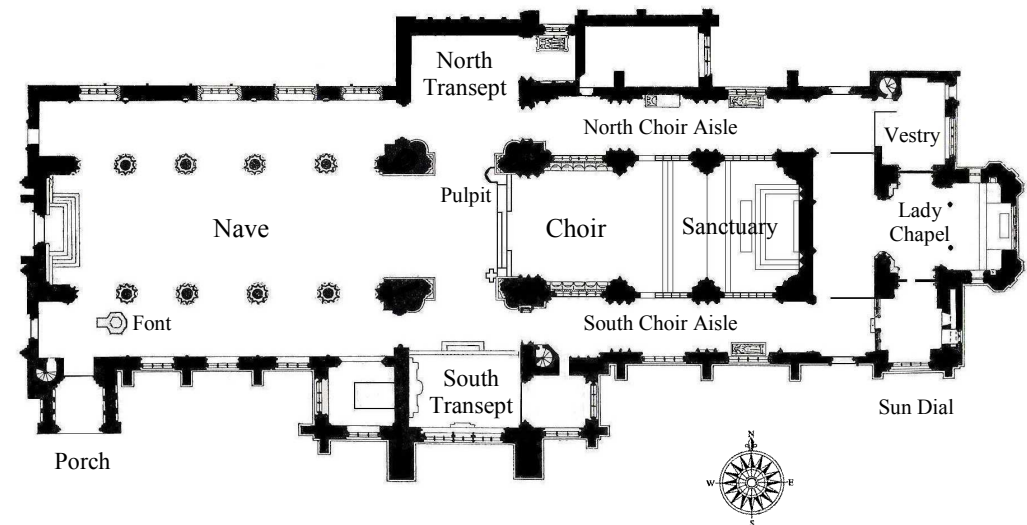 North
Transept
North Choir Aisle
Vestry
Pulpit
Nave
Choir
Sanctuary
Lady
Chapel
Font
South Choir Aisle
South
Transept
Sun Dial
Porch
N
W
E
S